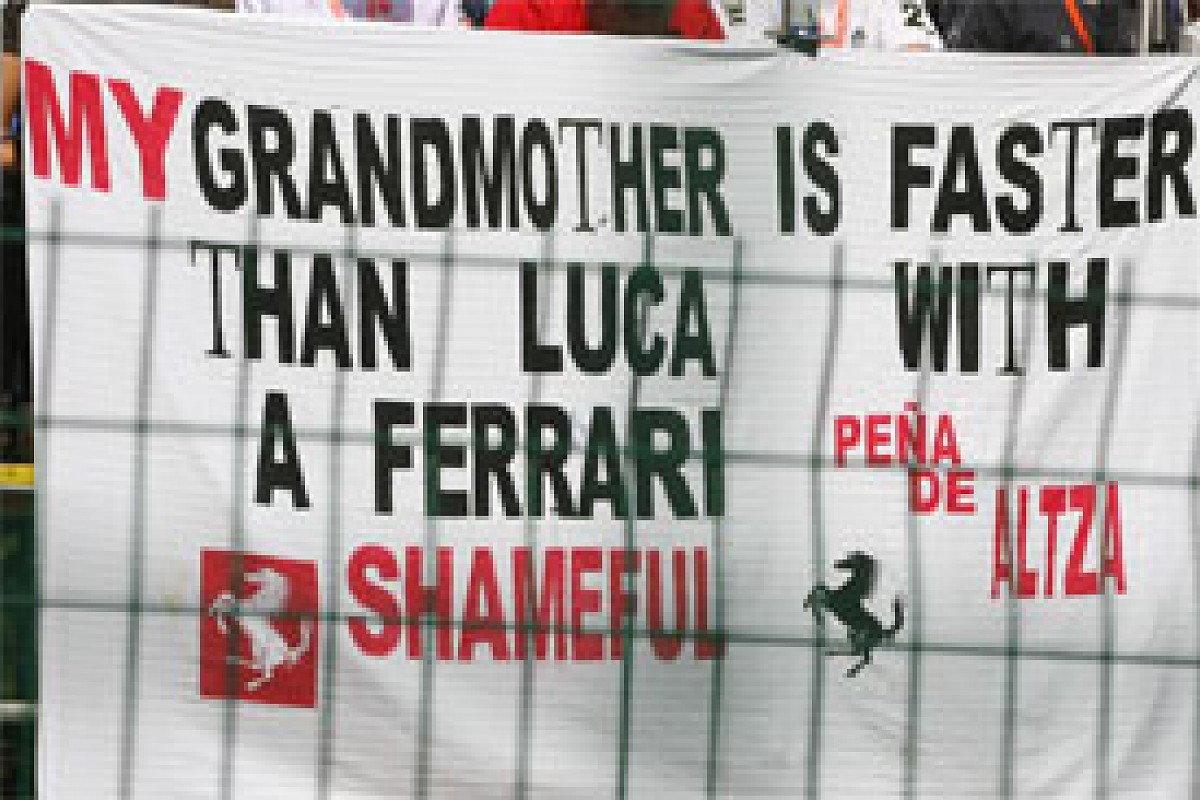 MY GRANDMOTHER IS FASTER
THAN LUCA WITH
A FERRARI
PEÑA
DE
ALTZA
SHAMEFUL